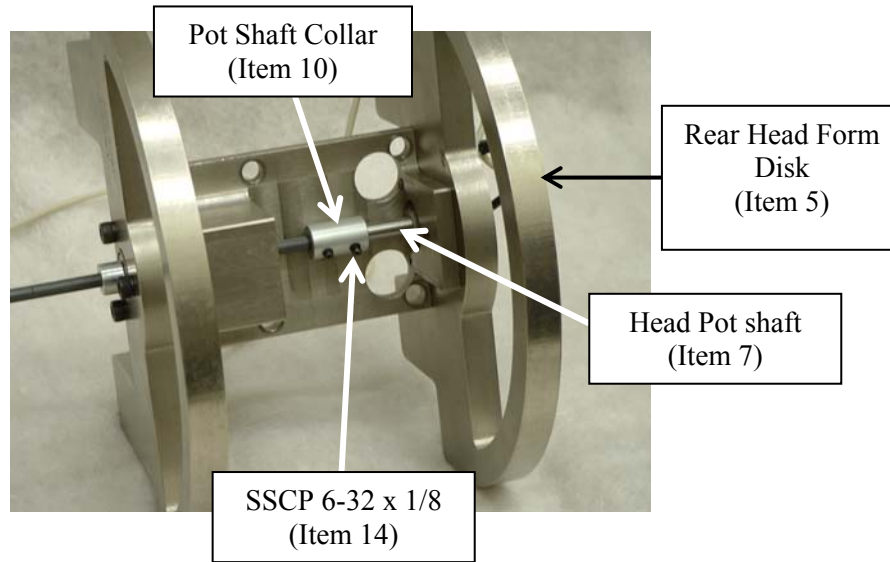 Pot Shaft Collar
(Item 10)
Rear Head Form
Disk
(Item 5)
Head Pot shaft
(Item 7)
SSCP 6-32 x 1/8
(Item 14)